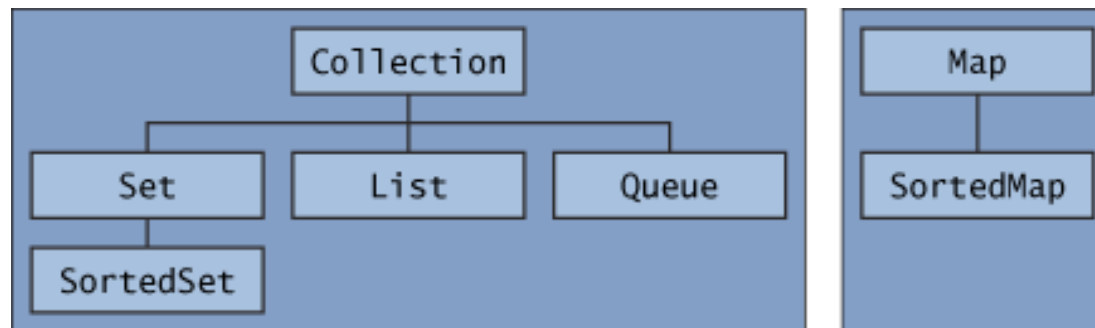 Collection
Map
Set
List
Queue
SortedMap
SortedSet